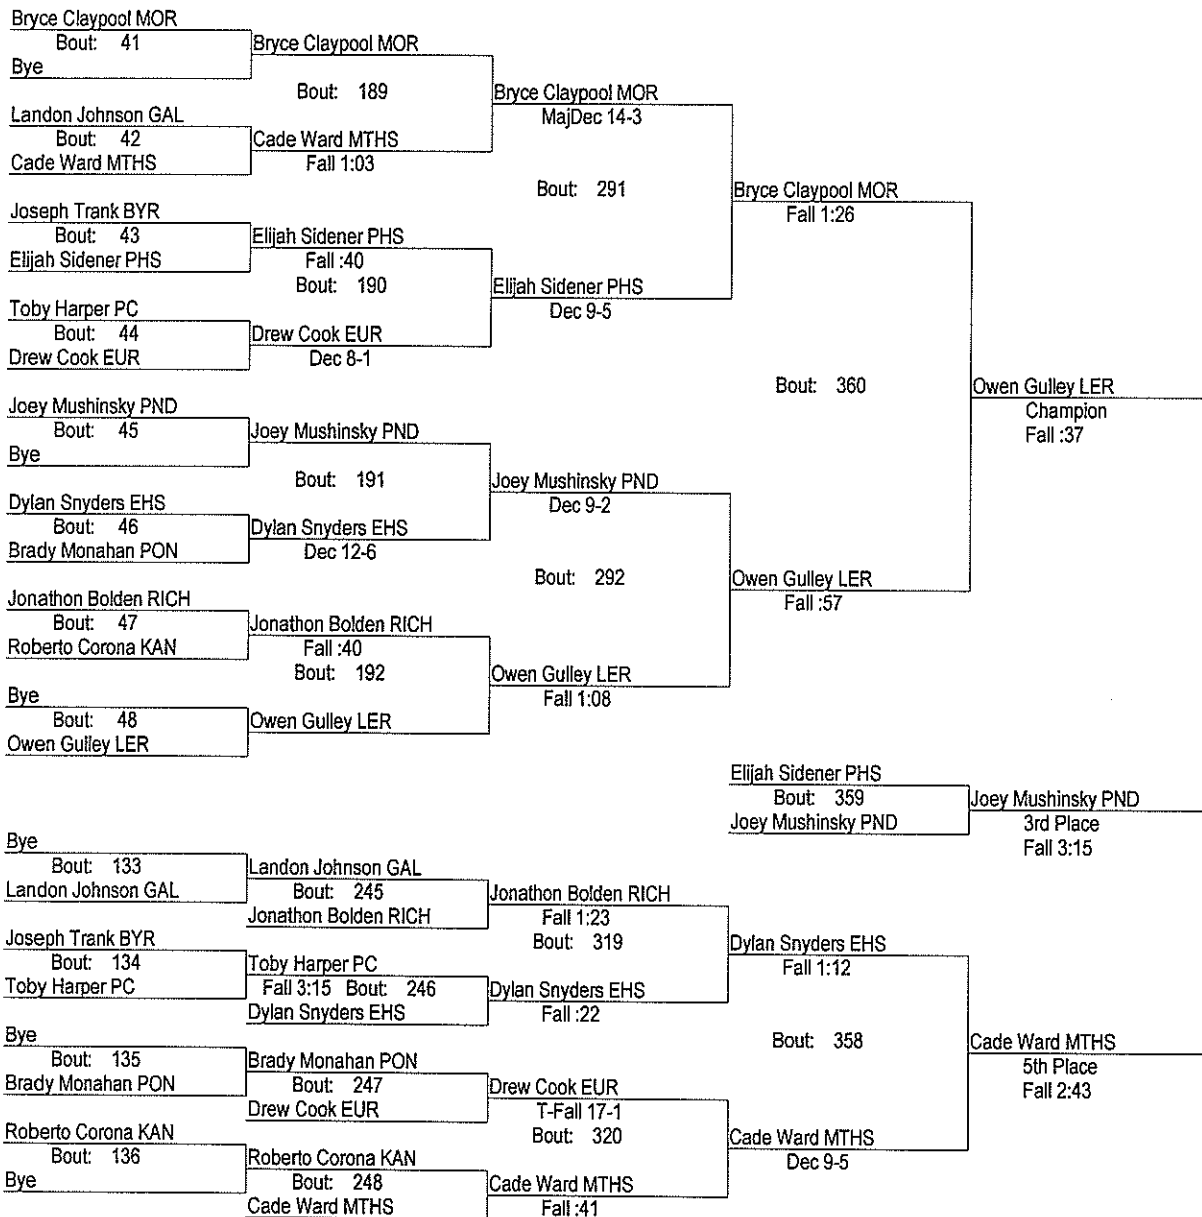 Bryce Claypool MOR
Bout: 41
Bye
Bryce Claypool MOR
Bout: 189
Landon Johnson GAL
Bout: 42
Cade Ward MTHS
Cade Ward MTHS
Fall 1:03
Bryce Claypool MOR
MajDec 14-3
Bout: 291
Joseph Trank BYR
Bout: 43
Elijah Sidener PHS
Elijah Sidener PHS
Fall :40
Bout: 190
Toby Harper PC
Bout: 44
Drew Cook EUR
Drew Cook EUR
Dec 8-1
Elijah Sidener PHS
Dec 9-5
Bryce Claypool MOR
Fall 1:26
Bout: 360
Joey Mushinsky PND
Bout: 45
Bye
Joey Mushinsky PND
Bout: 191
Dylan Snyders EHS
Bout: 46
Brady Monahan PON
Dylan Snyders EHS
Dec 12-6
Joey Mushinsky PND
Dec 9-2
Bout: 292
Jonathon Bolden RICH
Bout: 47
Roberto Corona KAN
Jonathon Bolden RICH
Fall :40
Bout: 192
Bye
Bout: 48
Owen Gulley LER
Owen Gulley LER
Owen Gulley LER
Fall 1:08
Owen Gulley LER
Fall :57
Owen Gulley LER
Champion
Fall :37
Elijah Sidener PHS
Bout: 359
Joey Mushinsky PND
Joey Mushinsky PND
3rd Place
Fall 3:15
Bye
Bout: 133
Landon Johnson GAL
Landon Johnson GAL
Bout: 245
Jonathon Bolden RICH
Jonathon Bolden RICH
Fall 1:23
Bout: 319
Joseph Trank BYR
Bout: 134
Toby Harper PC
Toby Harper PC
Fall 3:15 Bout: 246
Dylan Snyders EHS
Dylan Snyders EHS
Fall :22
Dylan Snyders EHS
Fall 1:12
Bout: 358
Bye
Bout: 135
Brady Monahan PON
Brady Monahan PON
Bout: 247
Drew Cook EUR
Drew Cook EUR
T-Fall 17-1
Bout: 320
Roberto Corona KAN
Bout: 136
Bye
Roberto Corona KAN
Bout: 248
Cade Ward MTHS
Cade Ward MTHS
Fall :41
Cade Ward MTHS
Dec 9-5
Cade Ward MTHS
5th Place
Fall 2:43